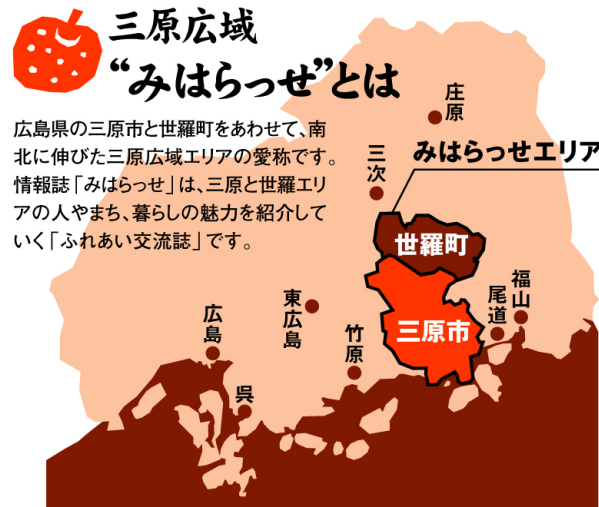 三原広域
“みはらっせ”とは
広島県の三原市と世羅町をあわせて、南
北に伸びた三原広域エリアの愛称です。
情報誌「みはらっせ」は、三原と世羅エリ
アの人やまち、暮らしの魅力を紹介して
いく「ふれあい交流誌」です。
庄原
三次
みはらっせエリア
世羅町
三原市
福山
尾道
東広島
広島
竹原
呉